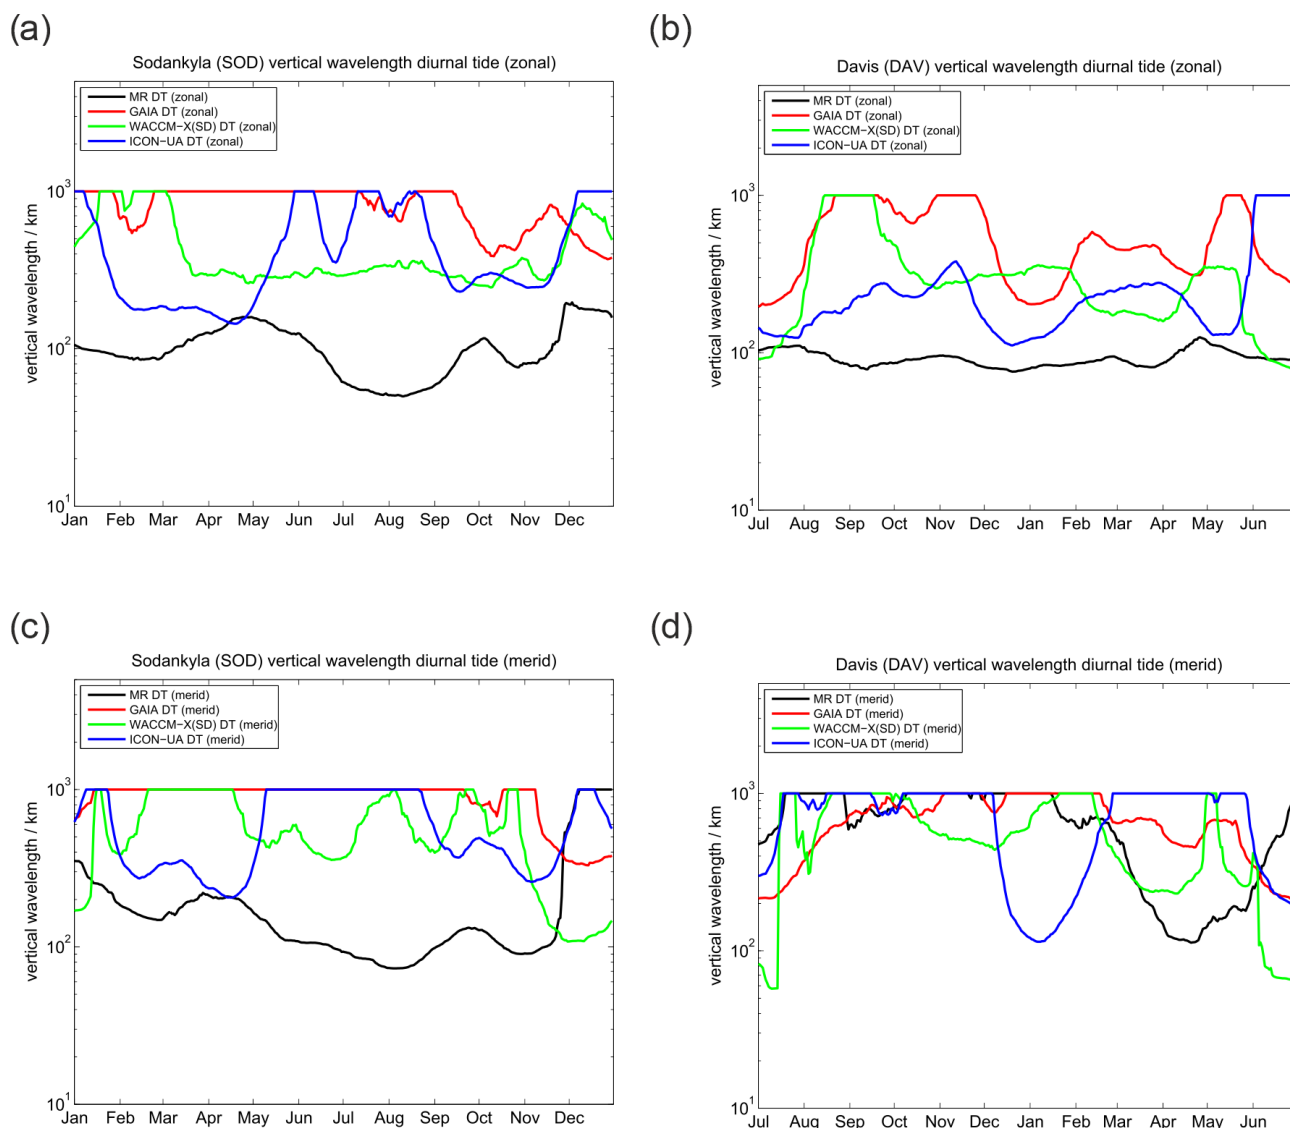 (a)
Sodankyla (SOD) vertical wavelength diurnal tide (zonal)
MR DT (zonal)
GAIA DT (zonal)
WACCM−X(SD) DT (zonal)
ICON−UA DT (zonal)
vertical wavelength / km
10^3
10^2
10^1
Jan Feb Mar Apr May Jun Jul Aug Sep Oct Nov Dec
(b)
Davis (DAV) vertical wavelength diurnal tide (zonal)
MR DT (zonal)
GAIA DT (zonal)
WACCM−X(SD) DT (zonal)
ICON−UA DT (zonal)
vertical wavelength / km
10^3
10^2
10^1
Jul Aug Sep Oct Nov Dec Jan Feb Mar Apr May Jun
(c)
Sodankyla (SOD) vertical wavelength diurnal tide (merid)
MR DT (merid)
GAIA DT (merid)
WACCM−X(SD) DT (merid)
ICON−UA DT (merid)
vertical wavelength / km
10^3
10^2
10^1
Jan Feb Mar Apr May Jun Jul Aug Sep Oct Nov Dec
(d)
Davis (DAV) vertical wavelength diurnal tide (merid)
MR DT (merid)
GAIA DT (merid)
WACCM−X(SD) DT (merid)
ICON−UA DT (merid)
vertical wavelength / km
10^3
10^2
10^1
Jul Aug Sep Oct Nov Dec Jan Feb Mar Apr May Jun